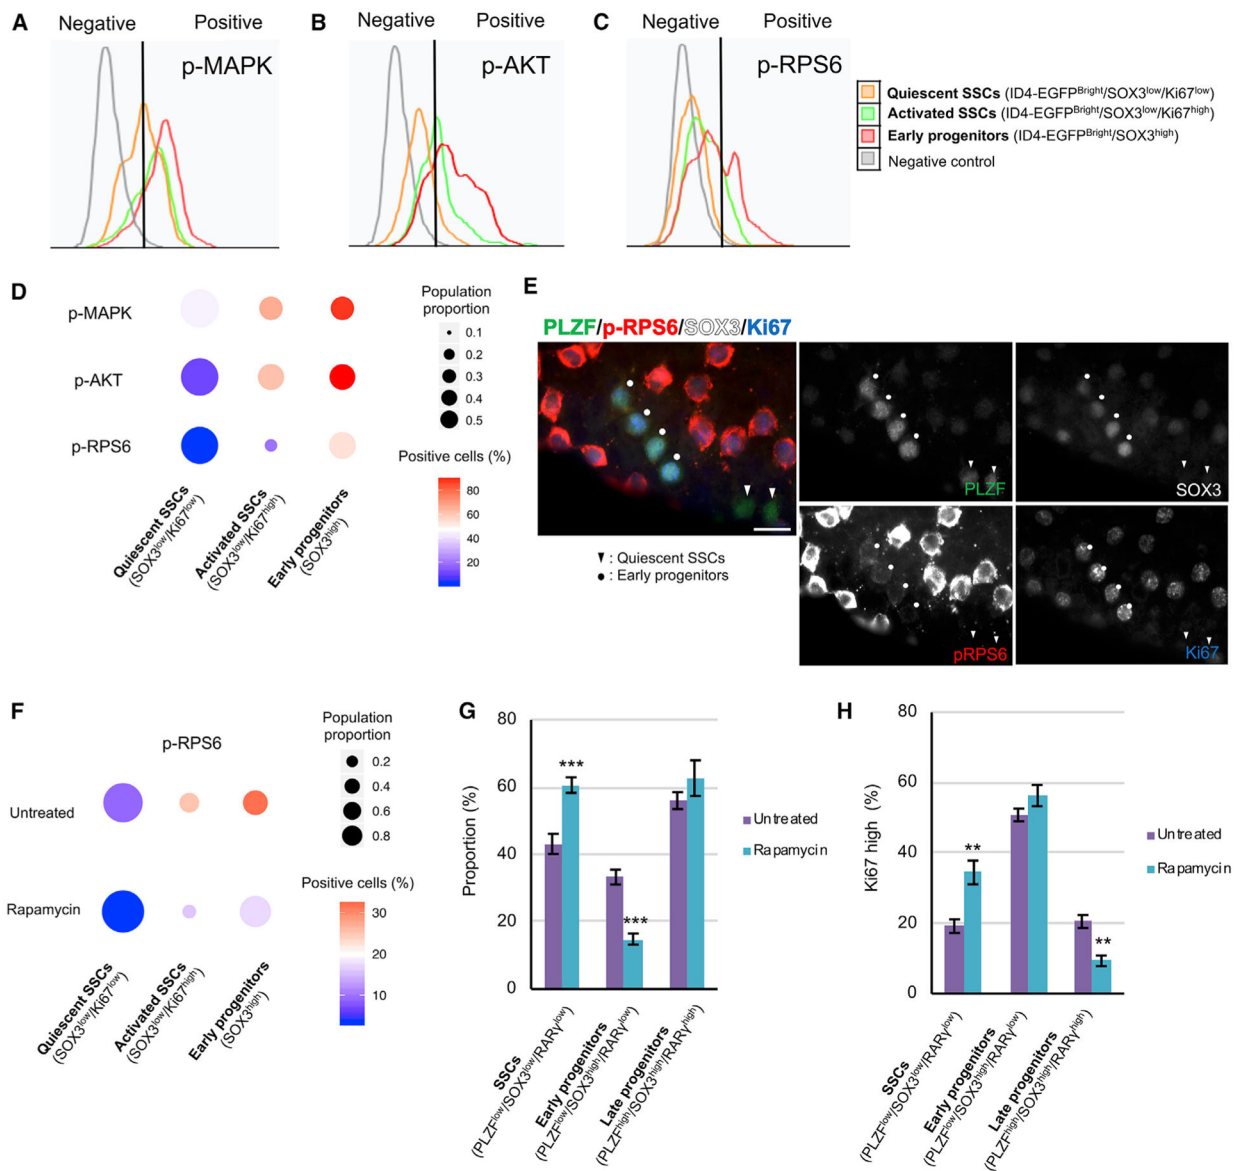 A
Negative Positive
p-MAPK
B
Negative Positive
p-AKT
C
Negative Positive
p-RPS6
Quiescent SSCs (ID4-EGFPBright/SOX3low/Ki67low)
Activated SSCs (ID4-EGFPBright/SOX3low/Ki67high)
Early progenitors (ID4-EGFPBright/SOX3high)
Negative control
D
p-MAPK
p-AKT
p-RPS6
Quiescent SSCs
(SOX3low/Ki67low)
Activated SSCs
(SOX3low/Ki67high)
Early progenitors
(SOX3high)
Population
proportion
0.1
0.2
0.3
0.4
0.5
Positive cells (%)
80
60
40
20
E
PLZF/p-RPS6/SOX3/Ki67
PLZF
SOX3
pRPS6
Ki67
: Quiescent SSCs
: Early progenitors
F
p-RPS6
Untreated
Rapamycin
Quiescent SSCs
(SOX3low/Ki67low)
Activated SSCs
(SOX3low/Ki67high)
Early progenitors
(SOX3high)
Population
proportion
0.2
0.4
0.6
0.8
Positive cells (%)
30
20
10
G
Proportion (%)
80
60
40
20
0
***
***
Untreated
Rapamycin
SSCs
(PLZFlow/SOX3low/RARγlow)
Early progenitors
(PLZFlow/SOX3high/RARγlow)
Late progenitors
(PLZFhigh/SOX3high/RARγhigh)
H
Ki67 high (%)
80
60
40
20
0
**
**
Untreated
Rapamycin
SSCs
(PLZFlow/SOX3low/RARγlow)
Early progenitors
(PLZFlow/SOX3high/RARγlow)
Late progenitors
(PLZFhigh/SOX3high/RARγhigh)